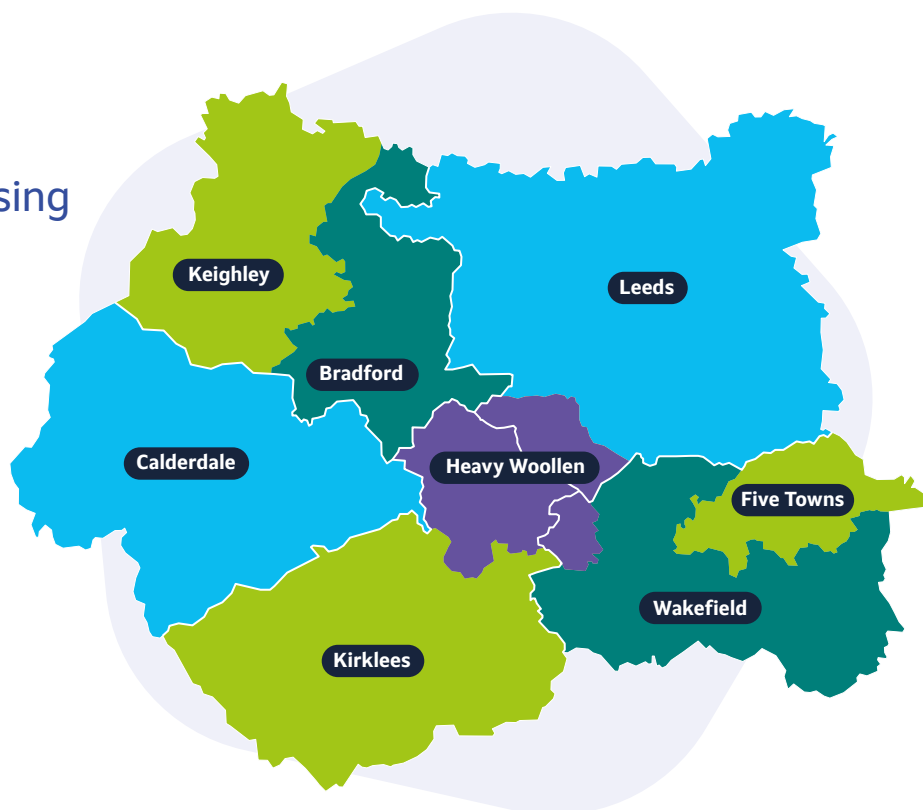 sing
Keighley
Leeds
Bradford
Calderdale
Heavy Woollen
Five Towns
Wakefield
Kirklees